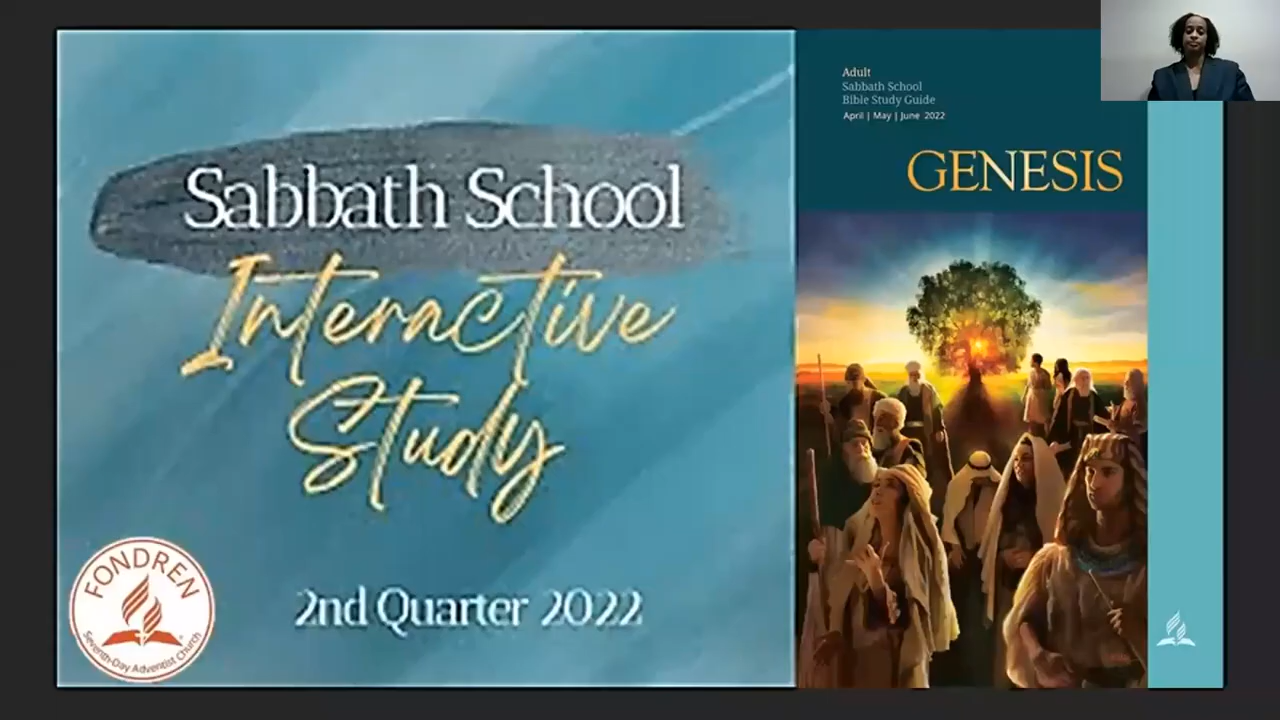 Sabbath School
Interactive
Study
2nd Quarter 2022
FONDREN
Seventh-Day Adventist Church
Adult
Sabbath School
Bible Study Guide
April | May | June 2022
GENESIS